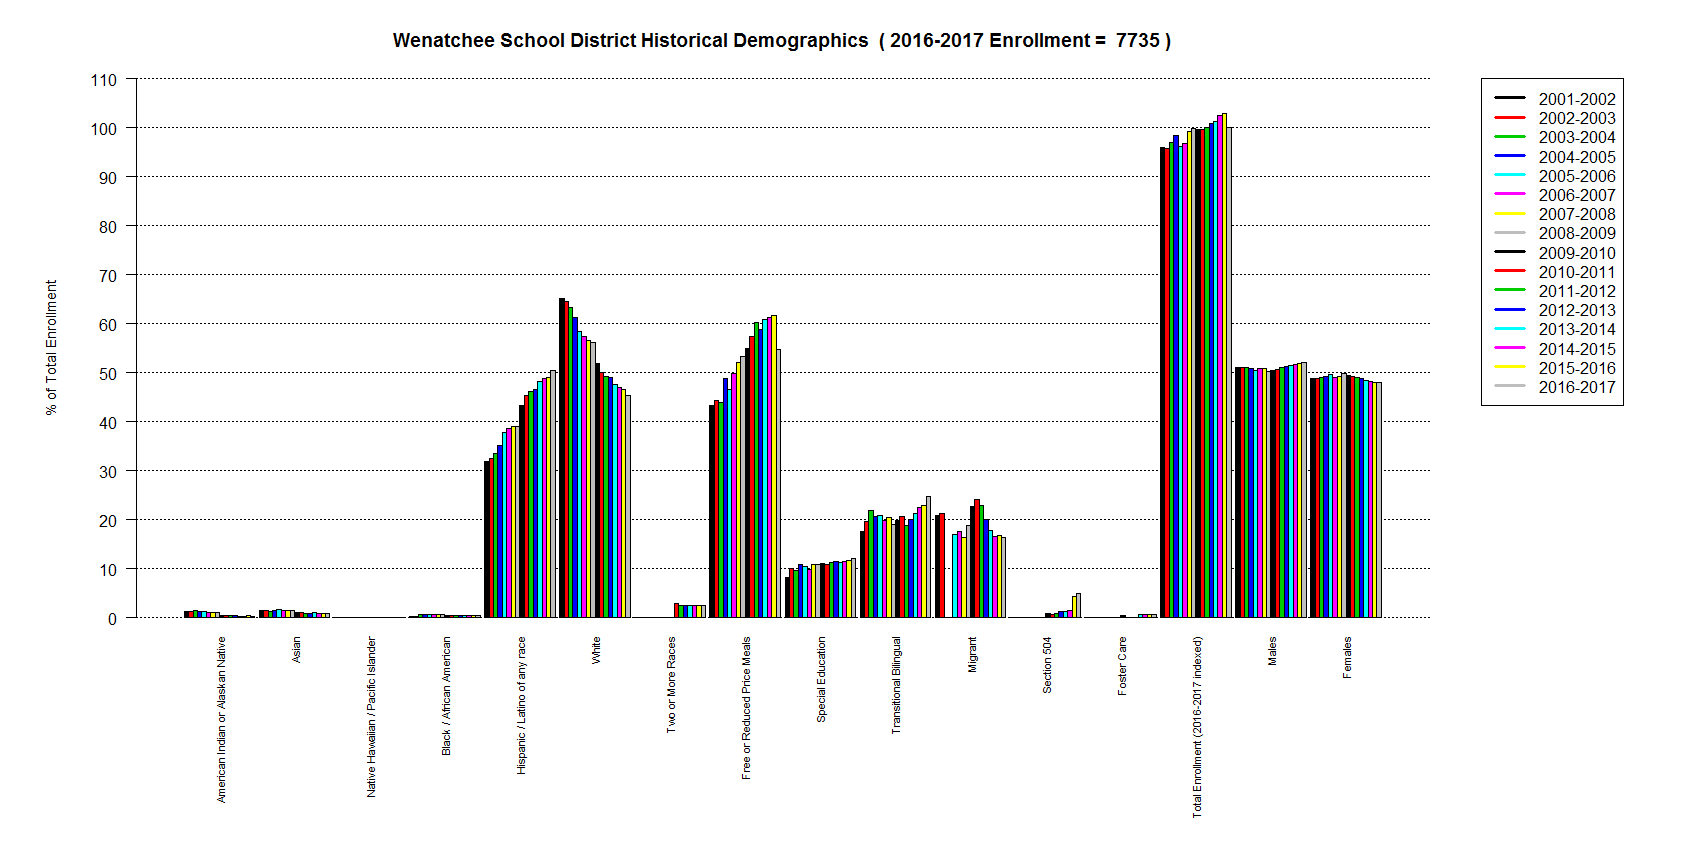 Wenatchee School District Historical Demographics ( 2016-2017 Enrollment = 7735 )
% of Total Enrollment
110
100
90
80
70
60
50
40
30
20
10
0
American Indian or Alaskan Native
Asian
Native Hawaiian / Pacific Islander
Black / African American
Hispanic / Latino of any race
White
Two or More Races
Free or Reduced Price Meals
Special Education
Transitional Bilingual
Migrant
Section 504
Foster Care
Total Enrollment (2016-2017 indexed)
Males
Females
2001-2002
2002-2003
2003-2004
2004-2005
2005-2006
2006-2007
2007-2008
2008-2009
2009-2010
2010-2011
2011-2012
2012-2013
2013-2014
2014-2015
2015-2016
2016-2017